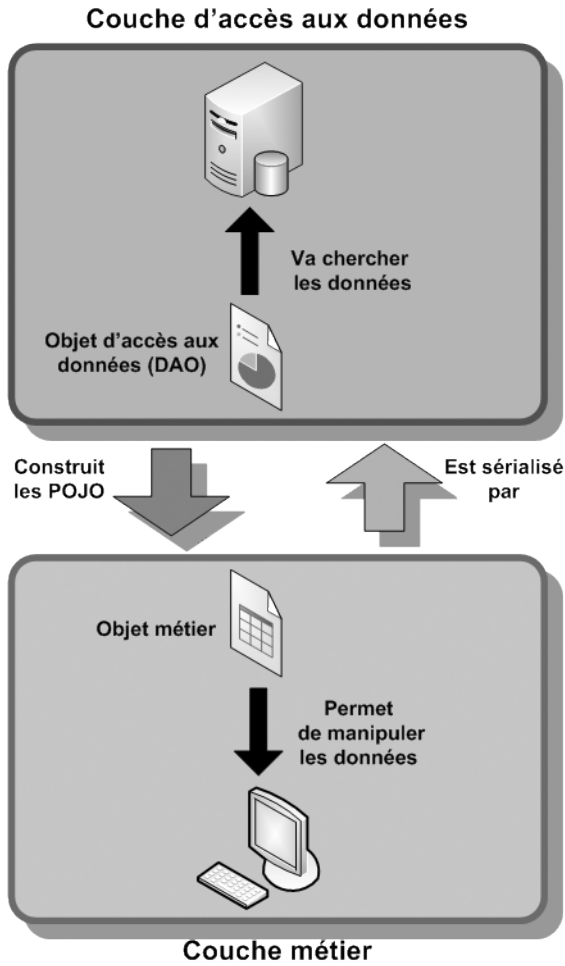 Couche d'accès aux données
Va chercher
les données
Objet d'accès aux
données (DAO)
Construit
les POJO
Est sérialisé
par
Objet métier
Permet
de manipuler
les données
Couche métier